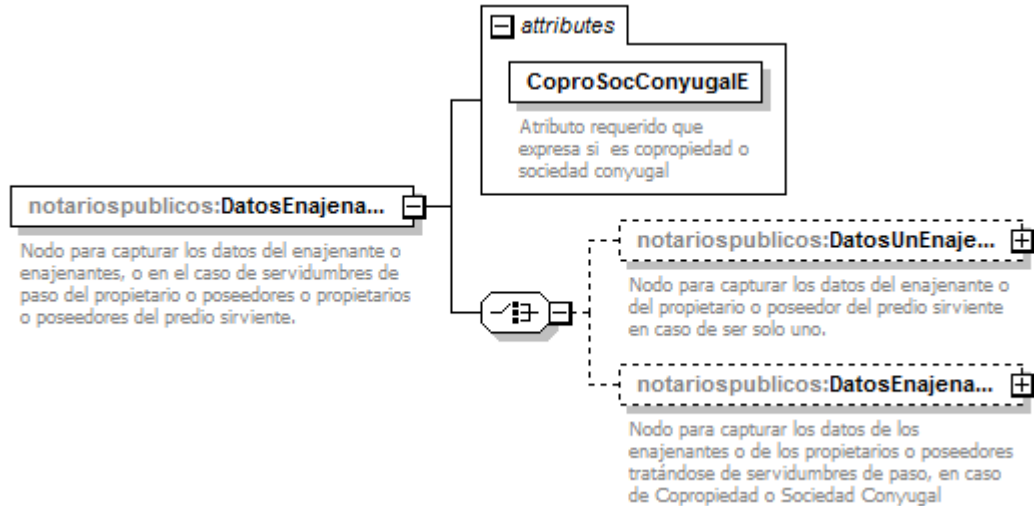 attributes
CoproSocConyugalE
Atributo requerido que
expresa si es copropiedad o
sociedad conyugal
notariospublicos:DatosEnajena...
Nodo para capturar los datos del enajenante o
enajenantes, o en el caso de servidumbres de
paso del propietario o poseedores o propietarios
o poseedores del predio sirviente.
notariospublicos:DatosUnEnaje...
Nodo para capturar los datos del enajenante o
del propietario o poseedor del predio sirviente
en caso de ser solo uno.
notariospublicos:DatosEnajena...
Nodo para capturar los datos de los
enajenantes o de los propietarios o poseedores
tratándose de servidumbres de paso, en caso
de Copropiedad o Sociedad Conyugal